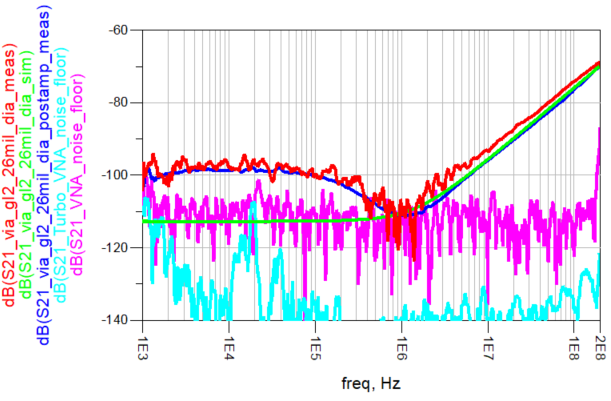 dB(S21_via_gl2_26mil_dia_meas)
dB(S21_via_gl2_26mil_dia_sim)
dB(S21_via_gl2_26mil_dia_postamp_meas)
dB(S21_Turbo_VNA_noise_floor)
dB(S21_VNA_noise_floor)
-60
-80
-100
-120
-140
1E3 1E4 1E5 1E6 1E7 1E8 2E8
freq, Hz